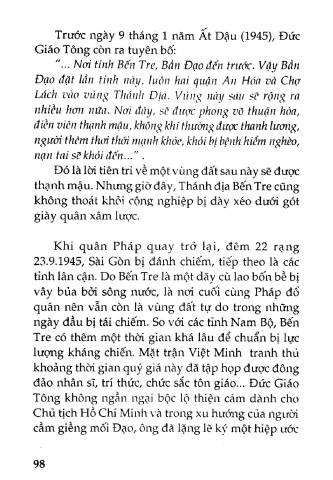 Trước ngày 9 tháng 1 năm Ất Dậu (1945), Đức
Giáo Tông còn ra tuyên bố:
"... Nơi tỉnh Bến Tre, Bần Đạo đến trước. Vậy Bần
Đạo đặt lần tỉnh này, luôn hai quận An Hóa và Chợ
Lách vào vùng Thánh Địa. Vùng này sau sẽ rộng ra
nhiều hơn nữa. Nơi đây, sẽ được phong võ thuận hòa,
điền viên thạnh mậu, không khí thường được thanh lương,
người thêm thơi thới mạnh khỏe, khỏi bị bệnh hiểm nghèo,
nạn tai sẽ khỏi đến..." .
Đó là lời tiên tri về một vùng đất sau này sẽ được
thạnh mậu. Nhưng giờ đây, Thánh địa Bến Tre cũng
không thoát khỏi cộng nghiệp bị dày xéo dưới gót
giày quân xâm lược.
Khi quân Pháp quay trở lại, đêm 22 rạng
23.9.1945, Sài Gòn bị đánh chiếm, tiếp theo là các
tỉnh lân cận. Do Bến Tre là một dãy cù lao bốn bề bị
vây bủa bởi sông nước, là nơi cuối cùng Pháp đổ
quân nên vẫn còn là vùng đất tự do trong những
ngày đầu bị tái chiếm. So với các tỉnh Nam Bộ, Bến
Tre có thêm một thời gian khá lâu để chuẩn bị lực
lượng kháng chiến. Mặt trận Việt Minh tranh thủ
khoảng thời gian quý giá này đã tập họp được đông
đảo nhân sĩ, trí thức, chức sắc tôn giáo... Đức Giáo
Tông không ngần ngại bộc lộ thiện cảm dành cho
Chủ tịch Hồ Chí Minh và trong xu hướng của người
cầm giềng mối Đạo, ông đã lặng lẽ ký một hiệp ước
98